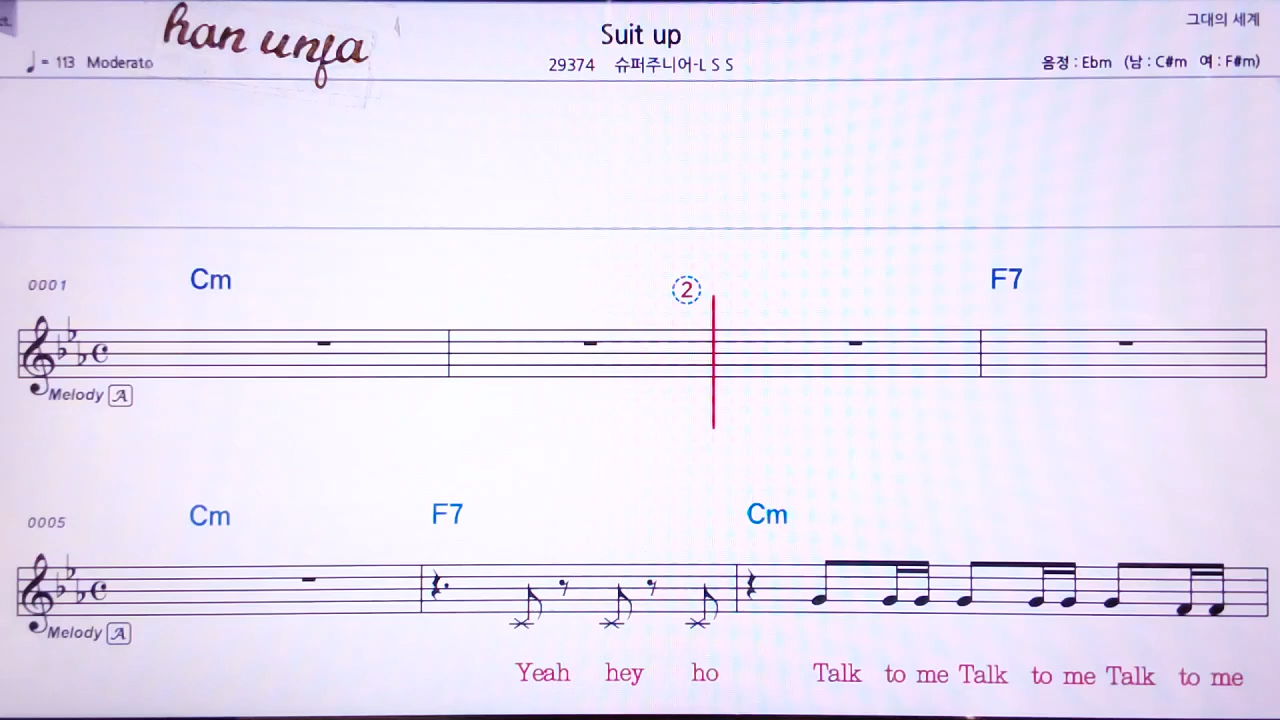 그대의 세계
han unfa
Suit up
♩ = 113 Moderato
29374 슈퍼주니어-L S S
음정 : Ebm (남 : C#m 여 : F#m)
0001 Cm ② F7
Melody A
0005 Cm F7 Cm
Melody A
Yeah hey ho Talk to me Talk to me Talk to me